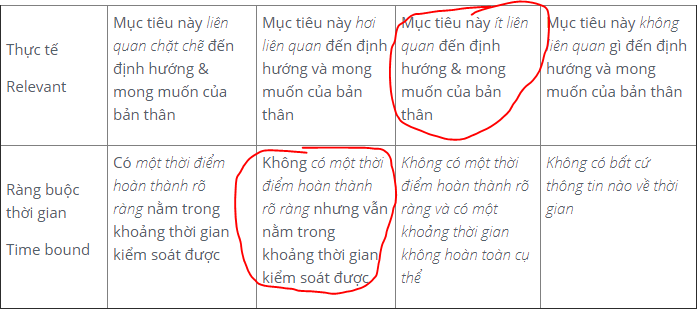 Thực tế
Relevant
Mục tiêu này liên
quan chặt chẽ đến
định hướng &
mong muốn của
bản thân
Mục tiêu này hơi
liên quan đến định
hướng và mong
muốn của bản
thân
Mục tiêu này ít liên
quan đến định
hướng & mong
muốn của bản
thân
Mục tiêu này không
liên quan gì đến định
hướng và mong
muốn của bản thân
Ràng buộc
thời gian
Time bound
Có một thời điểm
hoàn thành rõ
ràng nằm trong
khoảng thời gian
kiểm soát được
Không có một thời
điểm hoàn thành
rõ ràng nhưng vẫn
nằm trong
khoảng thời gian
kiểm soát được
Không có một thời
điểm hoàn thành rõ
ràng và có một
khoảng thời gian
không hoàn toàn cụ
thể
Không có bất cứ
thông tin nào về thời
gian